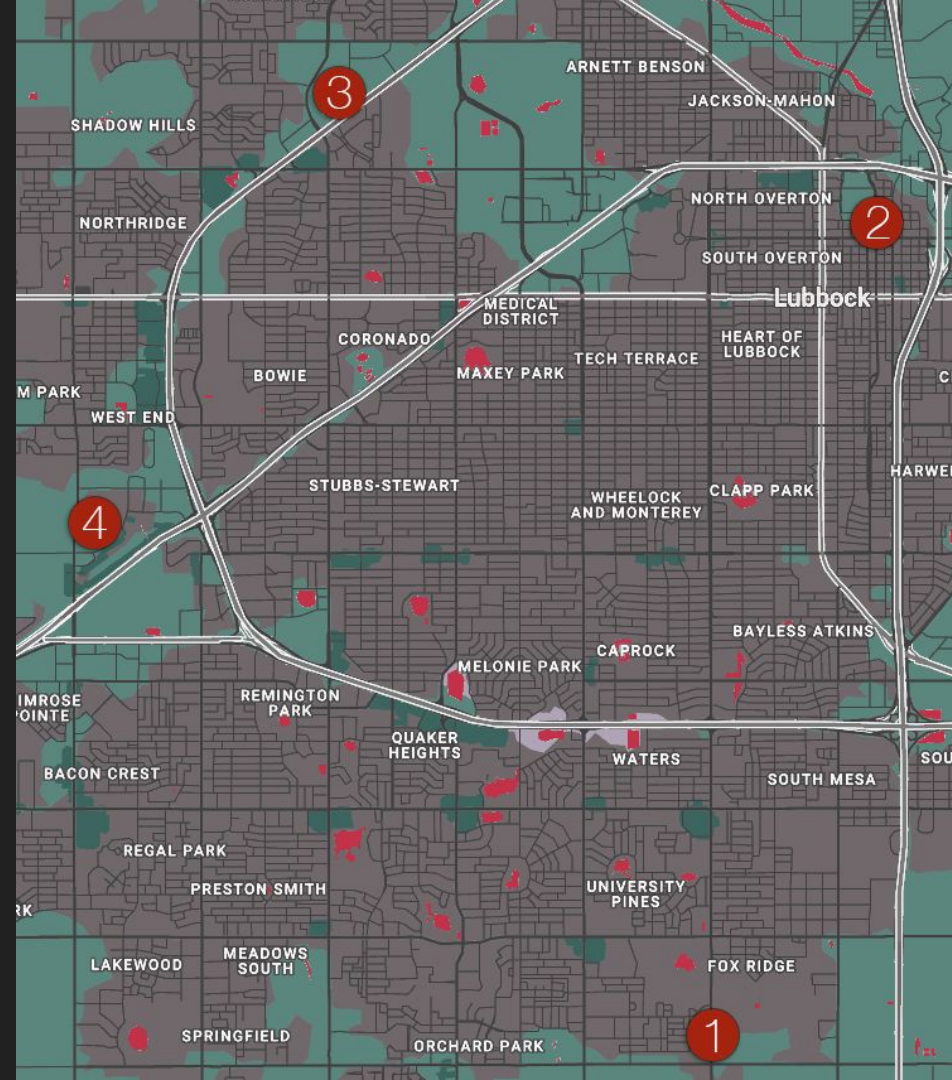 ARNETT BENSON
3
JACKSON-MAHON
SHADOW HILLS
NORTH OVERTON
NORTHRIDGE
2
SOUTH OVERTON
Lubbock
MEDICAL
DISTRICT
CORONADO
HEART OF
LUBBOCK
TECH TERRACE
BOWIE
MAXEY PARK
M PARK
C
WEST END
HARWE
STUBBS-STEWART
CLAPP PARK
WHEELOCK
AND MONTEREY
4
BAYLESS ATKINS
CAPROCK
MELONIE PARK
REMINGTON
PARK
IMROSE
POINTE
QUAKER
HEIGHTS
WATERS
SOU
BACON CREST
SOUTH MESA
REGAL PARK
PRESTON SMITH
UNIVERSITY
PINES
RK
MEADOWS
SOUTH
LAKEWOOD
FOX RIDGE
SPRINGFIELD
1
ORCHARD PARK